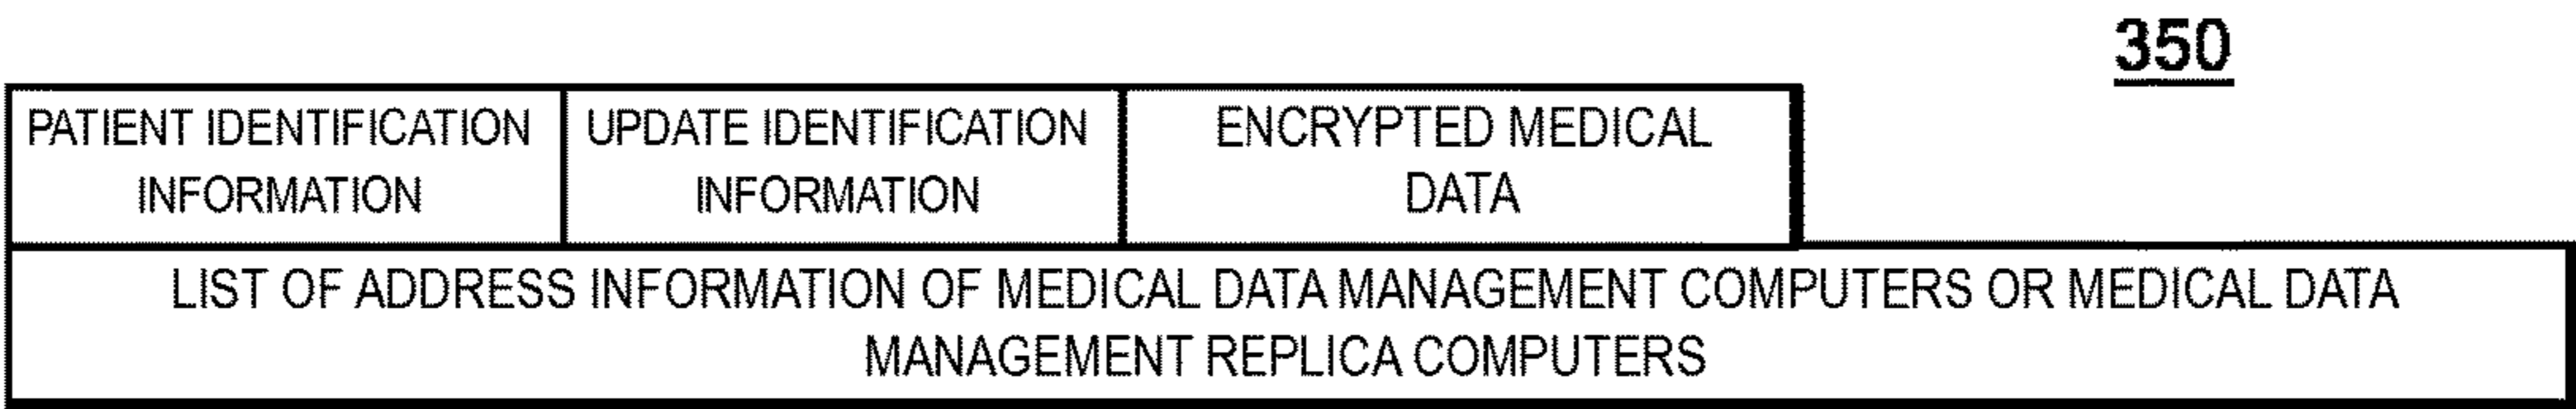 350
PATIENT IDENTIFICATION
INFORMATION
UPDATE IDENTIFICATION
INFORMATION
ENCRYPTED MEDICAL
DATA
LIST OF ADDRESS INFORMATION OF MEDICAL DATA MANAGEMENT COMPUTERS OR MEDICAL DATA
MANAGEMENT REPLICA COMPUTERS